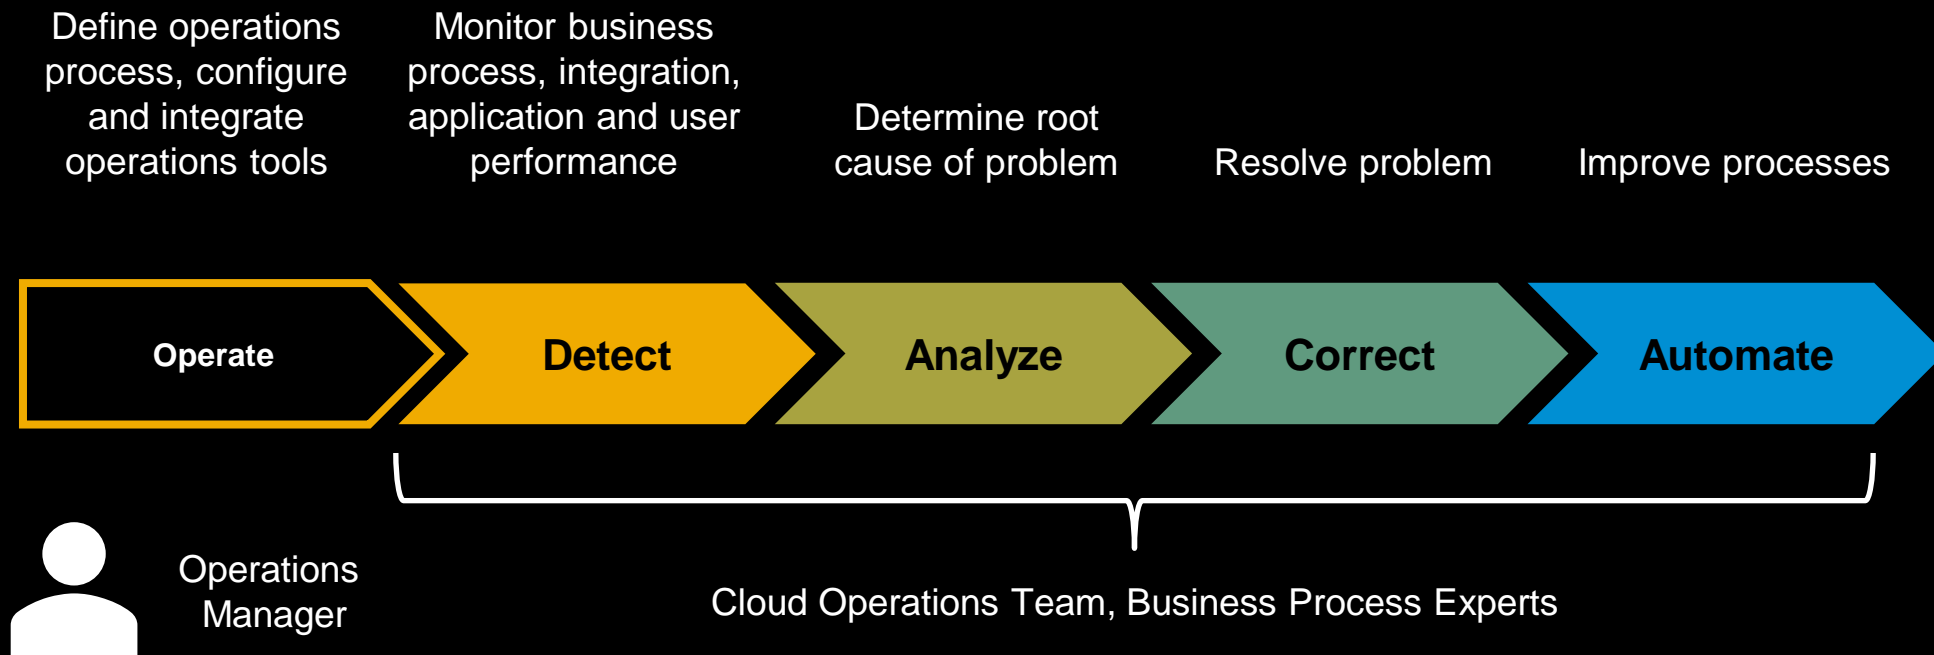 Define operations
process, configure
and integrate
operations tools
Monitor business
process, integration,
application and user
performance
Determine root
cause of problem
Resolve problem
Improve processes
Operate
Detect
Analyze
Correct
Automate
Operations
Manager
Cloud Operations Team, Business Process Experts